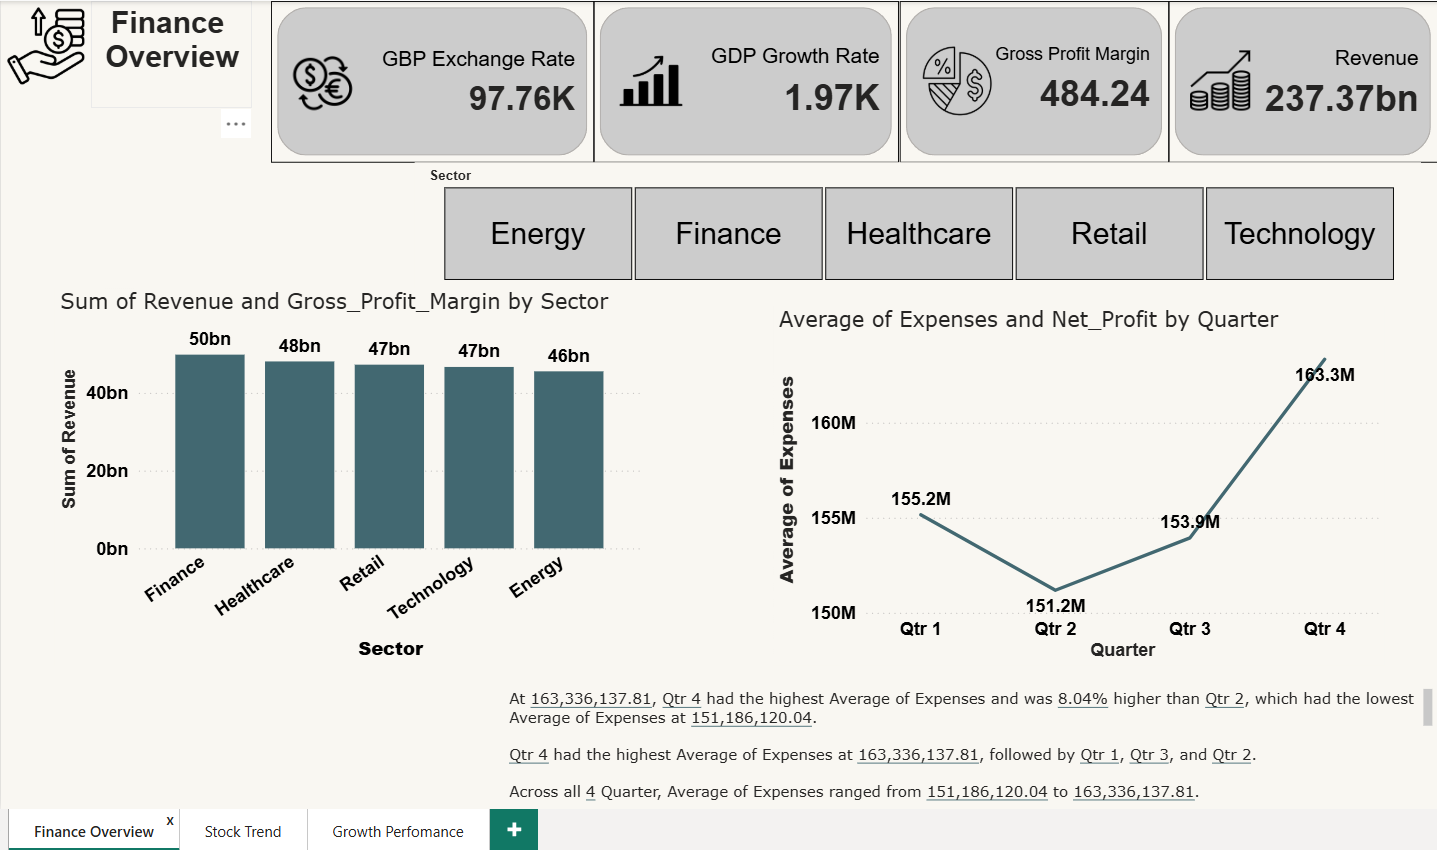 Finance
Overview
...
GBP Exchange Rate
97.76K
GDP Growth Rate
1.97K
%
$
Gross Profit Margin
484.24
Revenue
237.37bn
Sector
Energy
Finance
Healthcare
Retail
Technology
Sum of Revenue and Gross_Profit_Margin by Sector
Sum of Revenue
40bn
20bn
0bn
50bn
48bn
47bn
47bn
46bn
Finance
Healthcare
Retail
Technology
Energy
Sector
Average of Expenses and Net_Profit by Quarter
Average of Expenses
160M
155M
150M
155.2M
151.2M
153.9M
163.3M
Qtr 1
Qtr 2
Qtr 3
Qtr 4
Quarter
At 163,336,137.81, Qtr 4 had the highest Average of Expenses and was 8.04% higher than Qtr 2, which had the lowest
Average of Expenses at 151,186,120.04.
Qtr 4 had the highest Average of Expenses at 163,336,137.81, followed by Qtr 1, Qtr 3, and Qtr 2.
Across all 4 Quarter, Average of Expenses ranged from 151,186,120.04 to 163,336,137.81.
Finance Overview
x
Stock Trend
Growth Perfomance
+